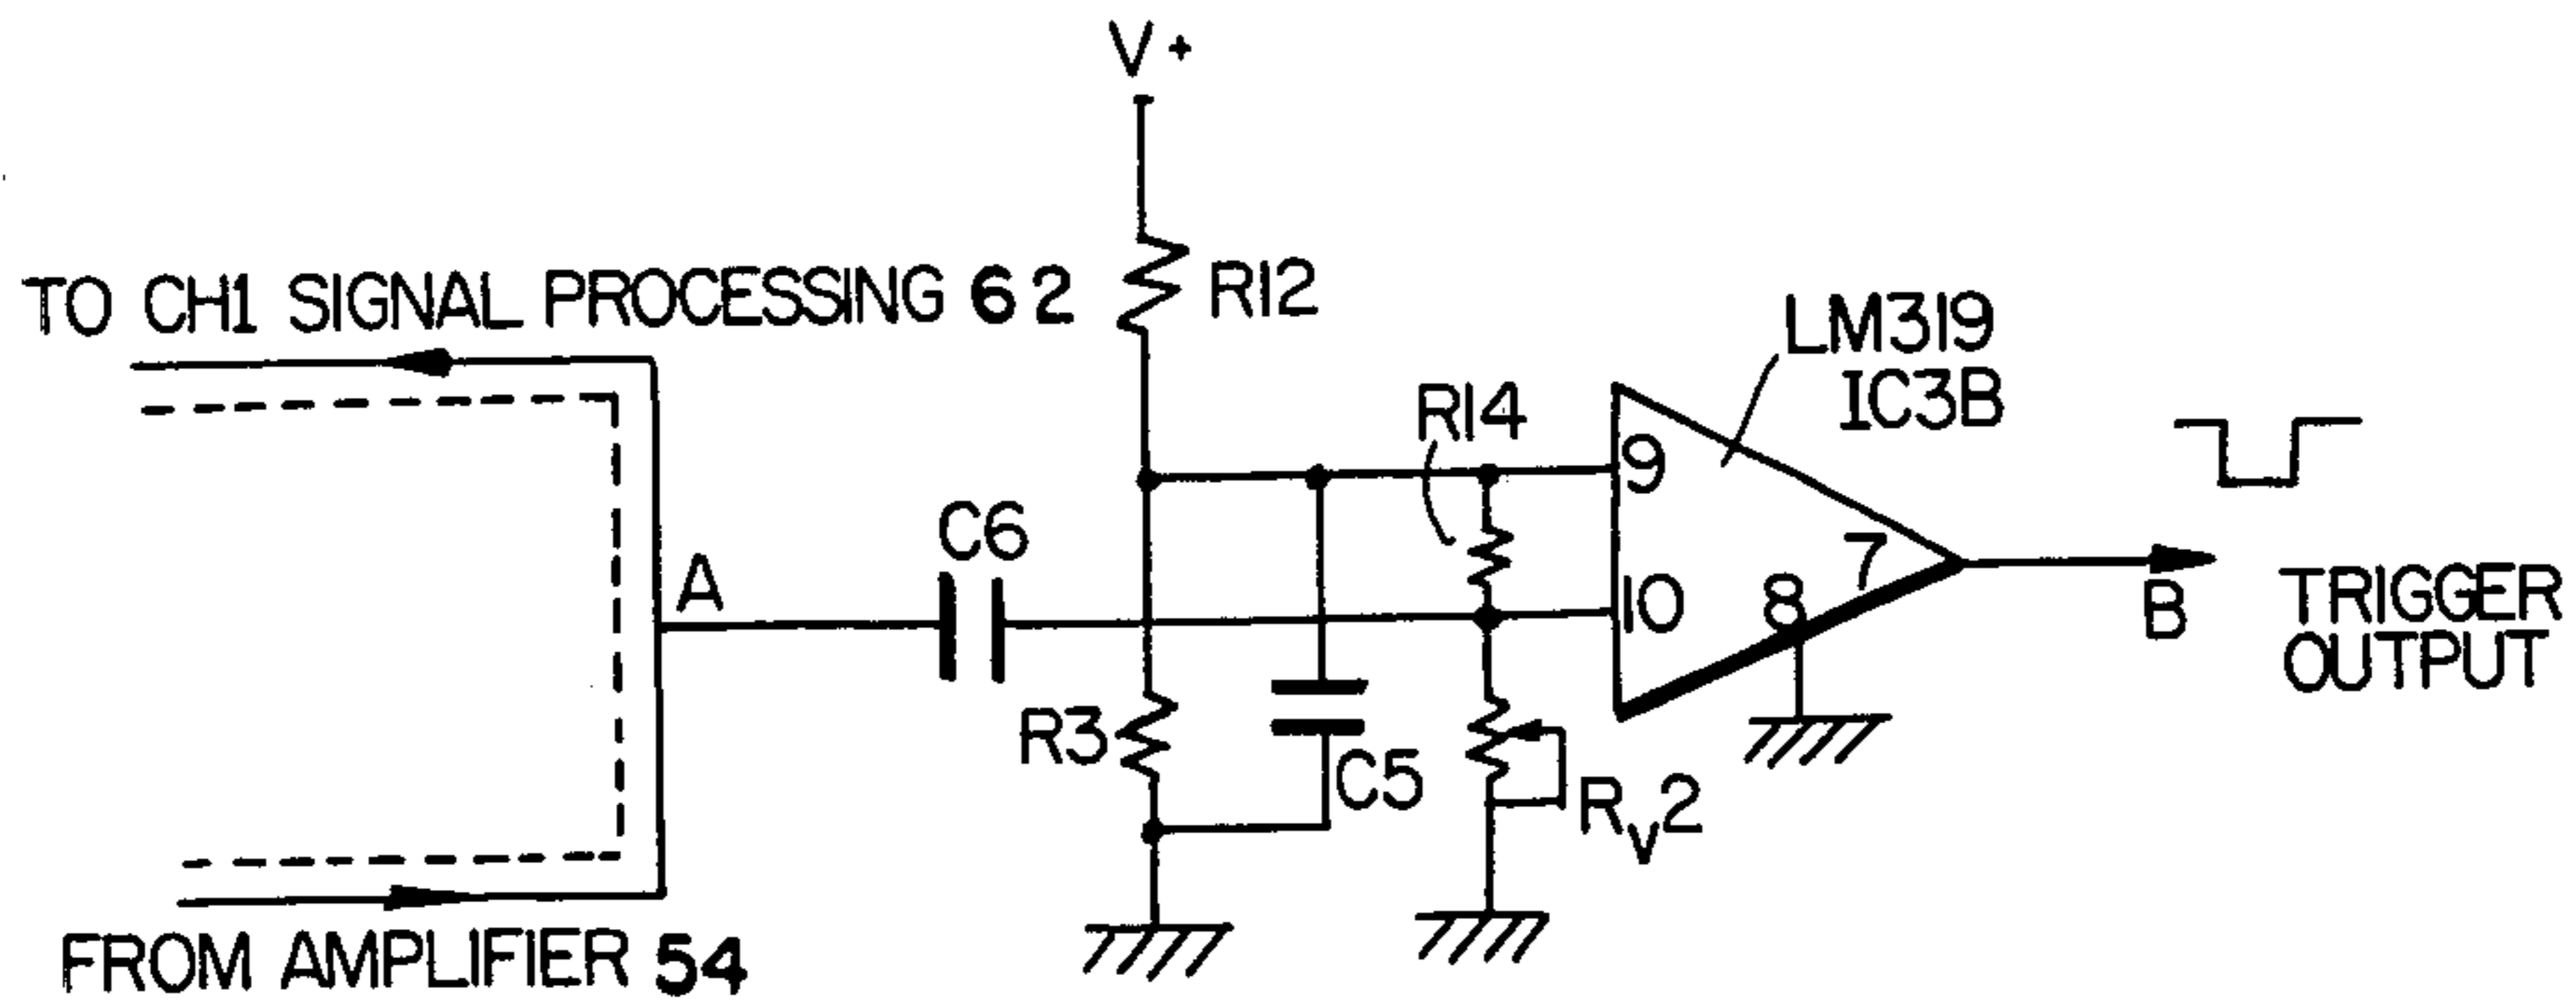 V+
R12
TO CH1 SIGNAL PROCESSING 62
LM319
IC3B
R14
9
C6
A
10
8
7
B
TRIGGER
OUTPUT
R3
C5
Rv2
FROM AMPLIFIER 54